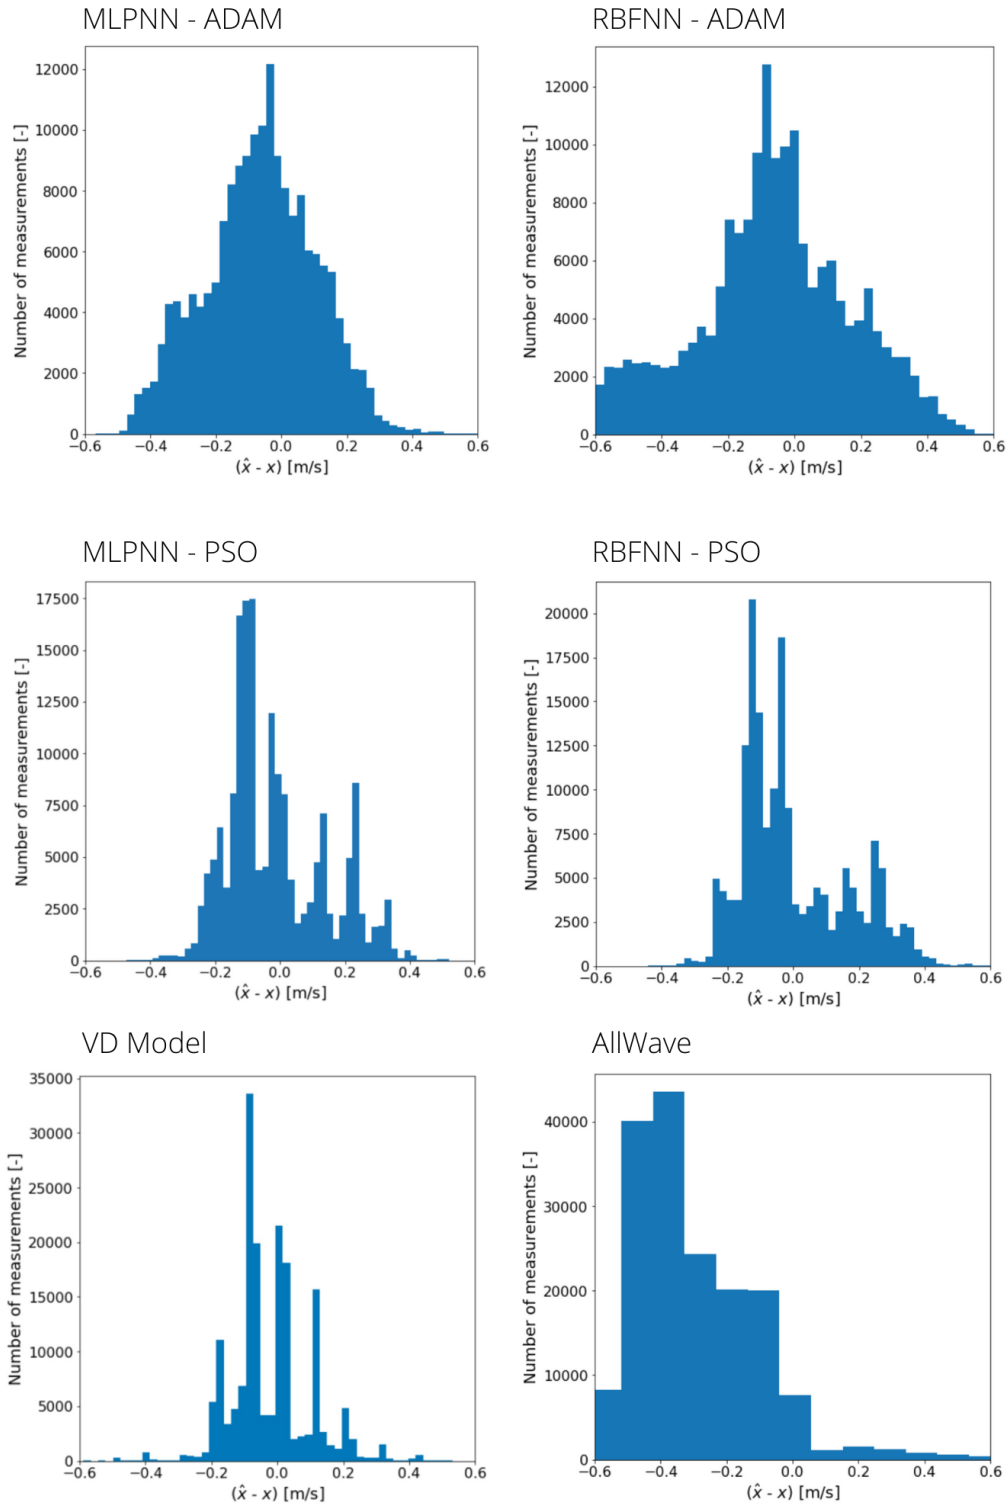 MLPNN - ADAM
RBFNN - ADAM
Number of measurements [-]
12000
10000
8000
6000
4000
2000
0
−0.6 −0.4 −0.2 0.0 0.2 0.4 0.6
(x̂ - x) [m/s]
Number of measurements [-]
12000
10000
8000
6000
4000
2000
0
−0.6 −0.4 −0.2 0.0 0.2 0.4 0.6
(x̂ - x) [m/s]
MLPNN - PSO
RBFNN - PSO
Number of measurements [-]
17500
15000
12500
10000
7500
5000
2500
0
−0.6 −0.4 −0.2 0.0 0.2 0.4 0.6
(x̂ - x) [m/s]
Number of measurements [-]
20000
17500
15000
12500
10000
7500
5000
2500
0
−0.6 −0.4 −0.2 0.0 0.2 0.4 0.6
(x̂ - x) [m/s]
VD Model
AllWave
Number of measurements [-]
35000
30000
25000
20000
15000
10000
5000
0
−0.6 −0.4 −0.2 0.0 0.2 0.4 0.6
(x̂ - x) [m/s]
Number of measurements [-]
40000
30000
20000
10000
0
−0.6 −0.4 −0.2 0.0 0.2 0.4 0.6
(x̂ - x) [m/s]